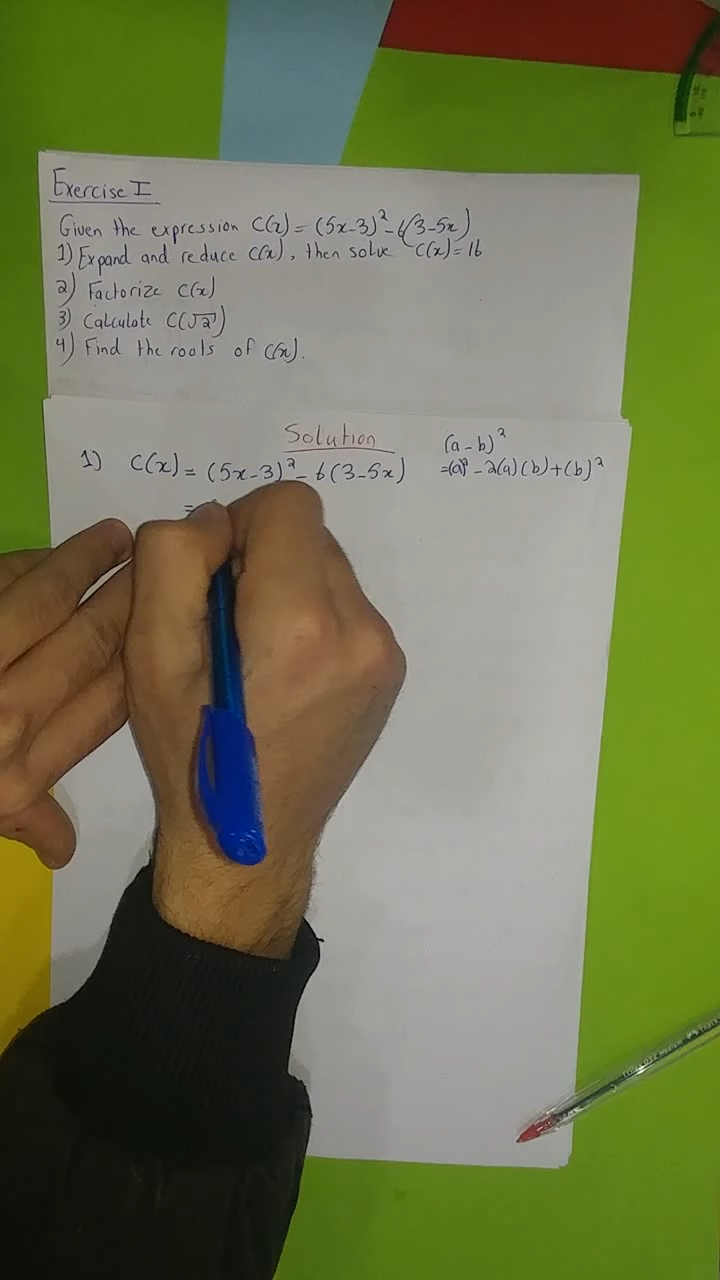 Exercise I
Given the expression C(x) = (5x-3)² - 6(3-5x)
1) Expand and reduce C(x), then solve C(x) = 16
2) Factorize C(x)
3) Calculate C(√2)
4) Find the roots of C(x).
Solution
(a-b)²
1) C(x) = (5x-3)² - 6(3-5x) =(a)² - 2(a)(b)+(b)²
=